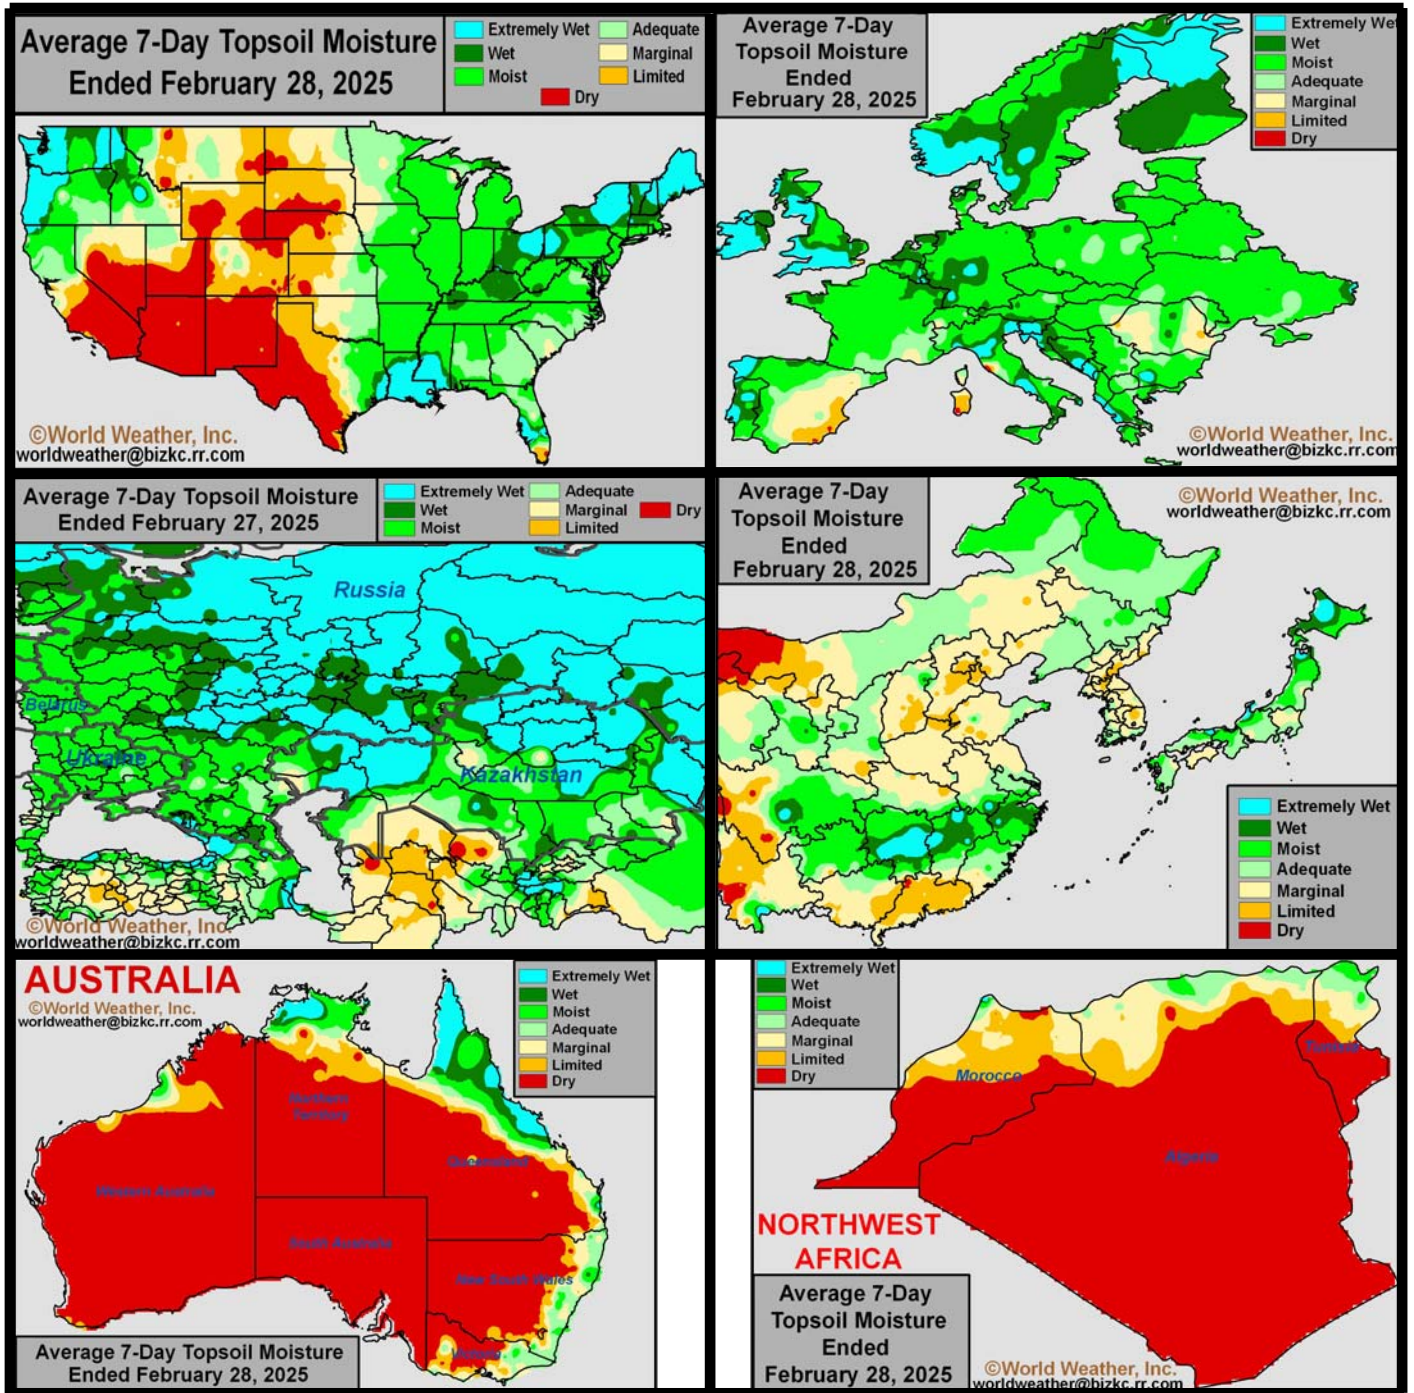 Average 7-Day Topsoil Moisture
Ended February 28, 2025
Extremely Wet
Wet
Moist
Adequate
Marginal
Limited
Dry
©World Weather, Inc.
worldweather@bizkc.rr.com
Average 7-Day
Topsoil Moisture
Ended
February 28, 2025
Extremely Wet
Wet
Moist
Adequate
Marginal
Limited
Dry
©World Weather, Inc.
worldweather@bizkc.rr.com
Average 7-Day Topsoil Moisture
Ended February 27, 2025
Extremely Wet
Wet
Moist
Adequate
Marginal
Limited
Dry
Russia
Belarus
Ukraine
Kazakhstan
©World Weather, Inc.
worldweather@bizkc.rr.com
Average 7-Day
Topsoil Moisture
Ended
February 28, 2025
©World Weather, Inc.
worldweather@bizkc.rr.com
Extremely Wet
Wet
Moist
Adequate
Marginal
Limited
Dry
AUSTRALIA
©World Weather, Inc.
worldweather@bizkc.rr.com
Extremely Wet
Wet
Moist
Adequate
Marginal
Limited
Dry
Northern
Territory
Queensland
Western Australia
South Australia
New South Wales
Victoria
Average 7-Day Topsoil Moisture
Ended February 28, 2025
Extremely Wet
Wet
Moist
Adequate
Marginal
Limited
Dry
Morocco
Tunisia
Algeria
NORTHWEST
AFRICA
Average 7-Day
Topsoil Moisture
Ended
February 28, 2025
©World Weather, Inc.
worldweather@bizkc.rr.com